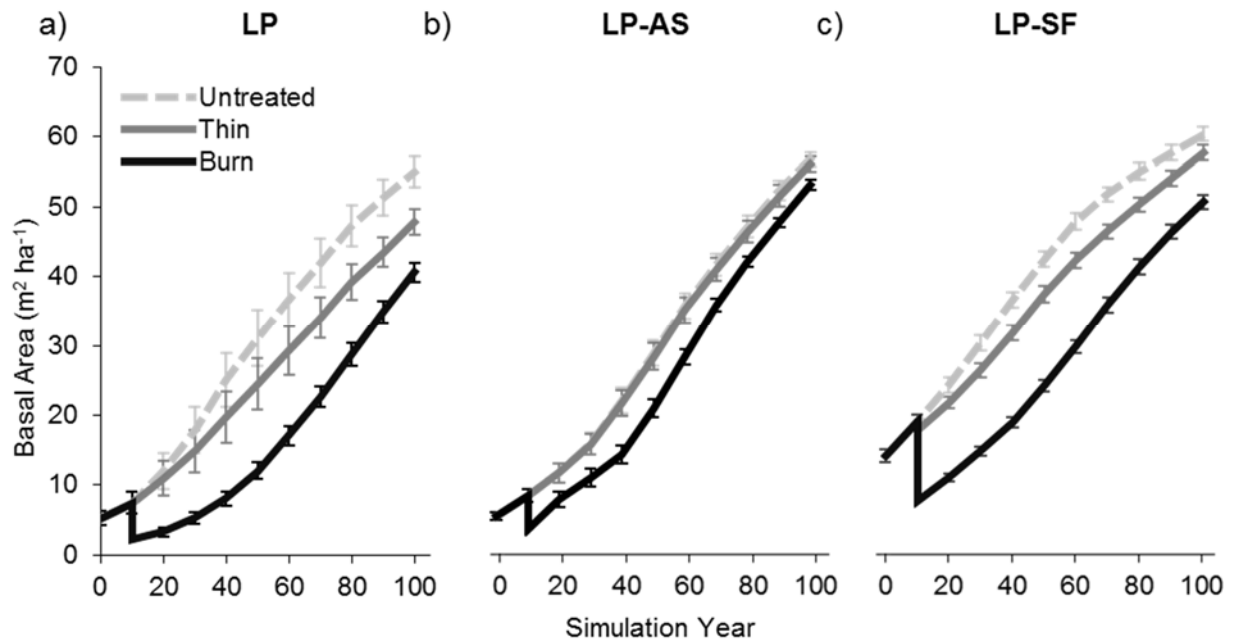 a) LP b) LP-AS c) LP-SF
70
60
50
40
30
20
10
0
Basal Area (m² ha⁻¹)
Untreated
Thin
Burn
0 20 40 60 80 100 0 20 40 60 80 100 0 20 40 60 80 100
Simulation Year